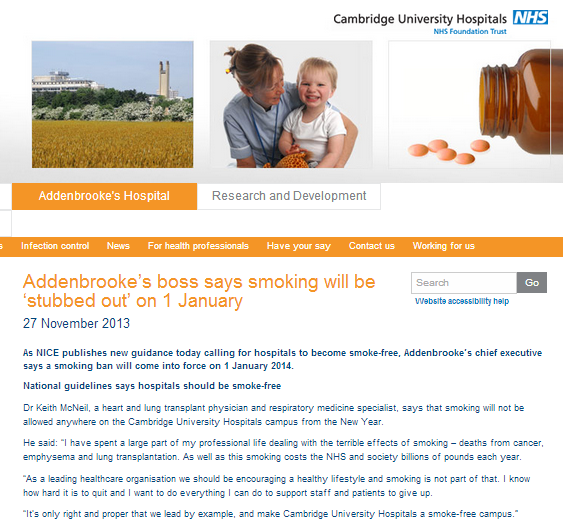 Cambridge University Hospitals NHS
NHS Foundation Trust
Addenbrooke's Hospital
Research and Development
s Infection control News For health professionals Have your say Contact us Working for us
Addenbrooke's boss says smoking will be
'stubbed out' on 1 January
Search Go
Website accessibility help
27 November 2013
As NICE publishes new guidance today calling for hospitals to become smoke-free, Addenbrooke's chief executive
says a smoking ban will come into force on 1 January 2014.
National guidelines says hospitals should be smoke-free
Dr Keith McNeil, a heart and lung transplant physician and respiratory medicine specialist, says that smoking will not be
allowed anywhere on the Cambridge University Hospitals campus from the New Year.
He said: "I have spent a large part of my professional life dealing with the terrible effects of smoking – deaths from cancer,
emphysema and lung transplantation. As well as this smoking costs the NHS and society billions of pounds each year.
"As a leading healthcare organisation we should be encouraging a healthy lifestyle and smoking is not part of that. I know
how hard it is to quit and I want to do everything I can do to support staff and patients to give up.
"It's only right and proper that we lead by example, and make Cambridge University Hospitals a smoke-free campus."